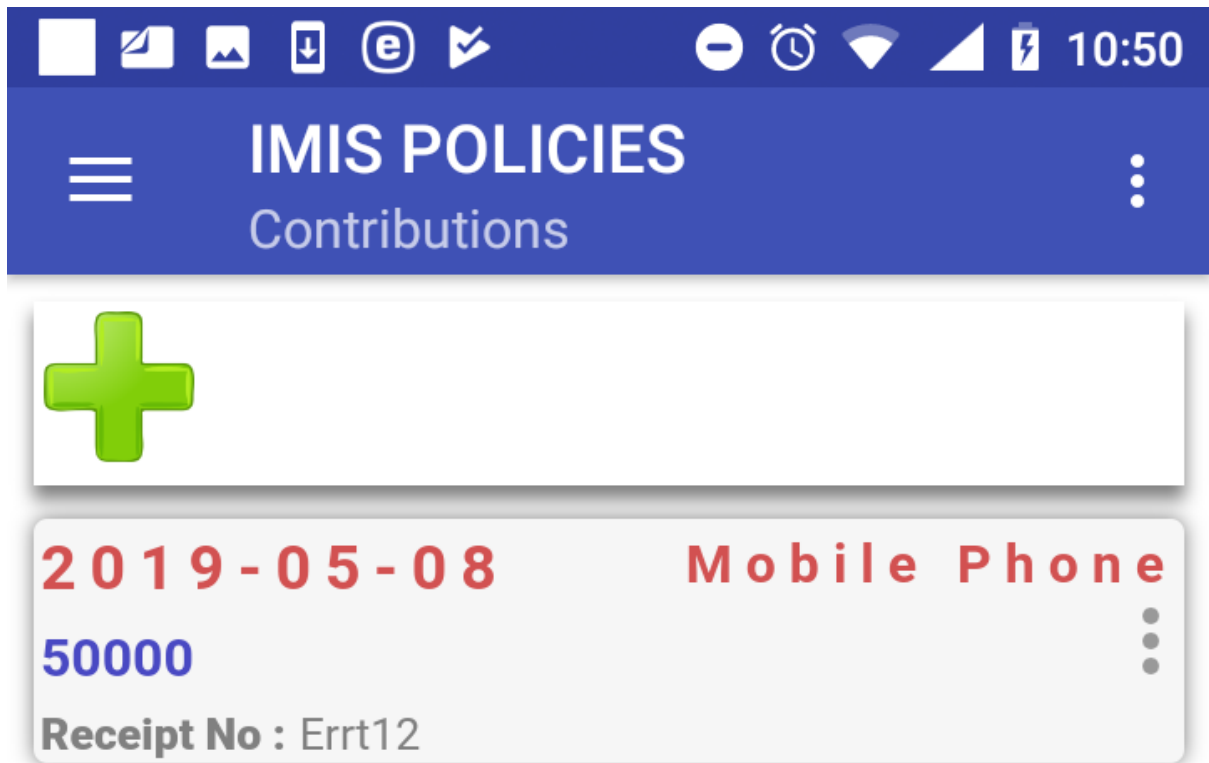 10:50
IMIS POLICIES
Contributions
2019-05-08 Mobile Phone
50000
Receipt No : Errt12